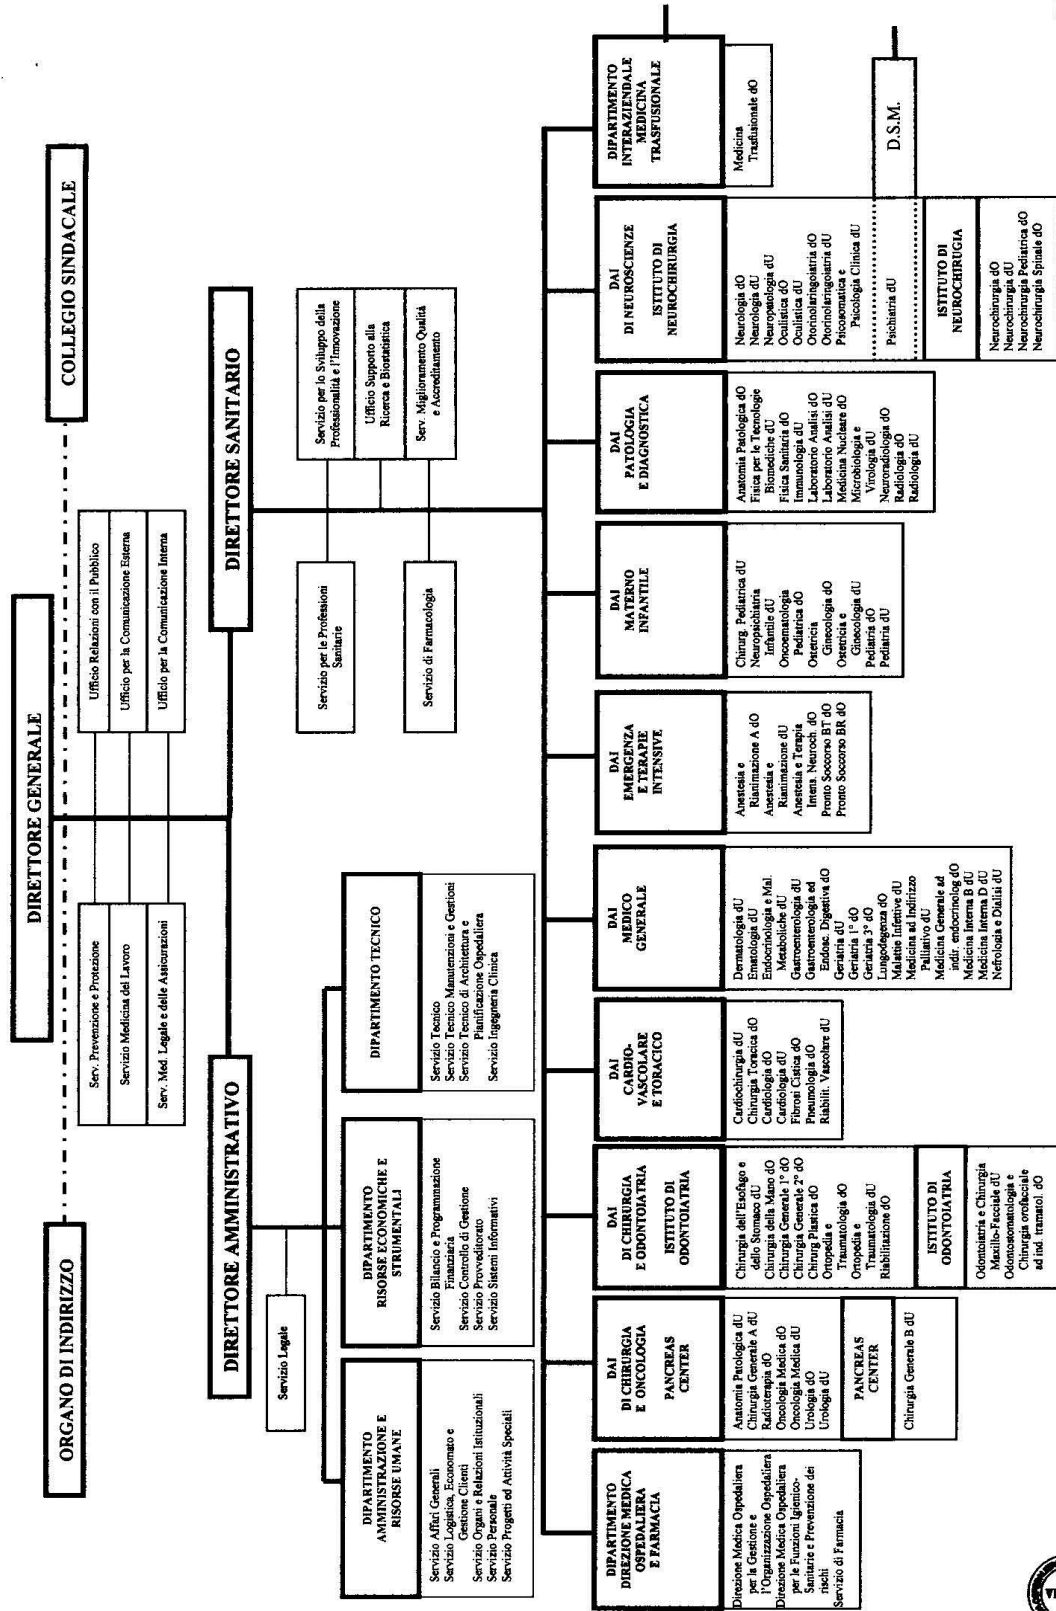 DIRETTORE GENERALE
ORGANO DI INDIRIZZO
COLLEGIO SINDACALE
Serv. Prevenzione e Protezione
Servizio Medicina del Lavoro
Serv. Med. Legale e delle Assicurazioni
Ufficio Relazioni con il Pubblico
Ufficio per la Comunicazione Esterna
Ufficio per la Comunicazione Interna
DIRETTORE AMMINISTRATIVO
DIRETTORE SANITARIO
Servizio Legale
Servizio per le Professioni
Sanitarie
Servizio di Farmacologia
Servizio per lo Sviluppo della
Professionalità e l'Innovazione
Ufficio Supporto alla
Ricerca e Biostatistica
Serv. Miglioramento Qualità
e Accreditamento
DIPARTIMENTO
AMMINISTRAZIONE E
RISORSE UMANE
Servizio Affari Generali
Servizio Logistica, Economato e
Gestione Clienti
Servizio Organi e Relazioni Istituzionali
Servizio Personale
Servizio Progetti ed Attività Speciali
DIPARTIMENTO
RISORSE ECONOMICHE E
STRUMENTALI
Servizio Bilancio e Programmazione
Finanziaria
Servizio Controllo di Gestione
Servizio Provveditorato
Servizio Sistemi Informativi
DIPARTIMENTO TECNICO
Servizio Tecnico
Servizio Tecnico Manutenzioni e Gestioni
Servizio Tecnico di Architettura e
Pianificazione Ospedaliera
Servizio Ingegneria Clinica
DIPARTIMENTO
DIREZIONE MEDICA
OSPEDALIERA
E FARMACIA
Direzione Medica Ospedaliera
per la Gestione e
l'Organizzazione Ospedaliera
Direzione Medica Ospedaliera
per le Funzioni Igienico-
Sanitarie e Prevenzione dei
rischi
Servizio di Farmacia
DAI
DI CHIRURGIA
E ONCOLOGIA
PANCREAS
CENTER
Anatomia Patologica dU
Chirurgia Generale A dU
Radioterapia dO
Oncologia Medica dO
Oncologia Medica dU
Urologia dO
Urologia dU
PANCREAS
CENTER
Chirurgia Generale B dU
DAI
DI CHIRURGIA
E ODONTOIATRIA
ISTITUTO DI
ODONTOIATRIA
Chirurgia dell'Esofago e
dello Stomaco dU
Chirurgia della Mano dO
Chirurgia Generale 1° dO
Chirurgia Generale 2° dO
Chirurg Plastica dO
Ortopedia e
Traumatologia dO
Ortopedia e
Traumatologia dU
Riabilitazione dO
ISTITUTO DI
ODONTOIATRIA
Odontoiatria e Chirurgia
Maxillo-Facciale dU
Odontostomatologia e
Chirurgia orofacciale
ad ind. tramatol. dO
DAI
CARDIO-
VASCOLARE
E TORACICO
Cardiochirurgia dU
Chirurgia Toracica dO
Cardiologia dO
Cardiologia dU
Fibrosi Cistica dO
Pneumologia dO
Riabilit. Vascolare dU
DAI
MEDICO
GENERALE
Dermatologia dU
Ematologia dU
Endocrinologia e Mal.
Metaboliche dU
Gastroenterologia dU
Gastroenterologia ed
Endosc. Digestiva dO
Geriatria dU
Geriatria 1° dO
Geriatria 3° dO
Lungodegenza dO
Malattie Infettive dU
Medicina ad Indirizzo
Palliativo dU
Medicina Generale ad
indir. endocrinolog dO
Medicina Interna B dU
Medicina Interna D dU
Nefrologia e Dialisi dU
DAI
EMERGENZA
E TERAPIE
INTENSIVE
Anestesia e
Rianimazione A dO
Anestesia e
Rianimazione dU
Anestesia e Terapia
Intens. Neuroch. dO
Pronto Soccorso BT dO
Pronto Soccorso BR dO
DAI
MATERNO
INFANTILE
Chirurg. Pediatrica dU
Neuropsichiatria
Infantile dU
Oncoematologia
Pediatrica dO
Ostetricia
Ginecologia dO
Ostetricia e
Ginecologia dU
Pediatria dO
Pediatria dU
DAI
PATOLOGIA
E DIAGNOSTICA
Anatomia Patologica dO
Fisica per le Tecnologie
Biomediche dU
Fisica Sanitaria dO
Immunologia dU
Laboratorio Analisi dO
Laboratorio Analisi dU
Medicina Nucleare dO
Microbiologia e
Virologia dU
Neuroradiologia dO
Radiologia dO
Radiologia dU
DAI
DI NEUROSCIENZE
ISTITUTO DI
NEUROCHIRURGIA
Neurologia dO
Neurologia dU
Neuropatologia dU
Oculistica dO
Oculistica dU
Otorinolaringoiatria dO
Otorinolaringoiatria dU
Psicosomatica e
Psicologia Clinica dU
Psichiatria dU
D.S.M.
ISTITUTO DI
NEUROCHIRUGIA
Neurochirurgia dO
Neurochirurgia dU
Neurochirurgia Pediatrica dO
Neurochirurgia Spinale dO
DIPARTIMENTO
INTERAZIENDALE
MEDICINA
TRASFUSIONALE
Medicina
Trasfusionale dO